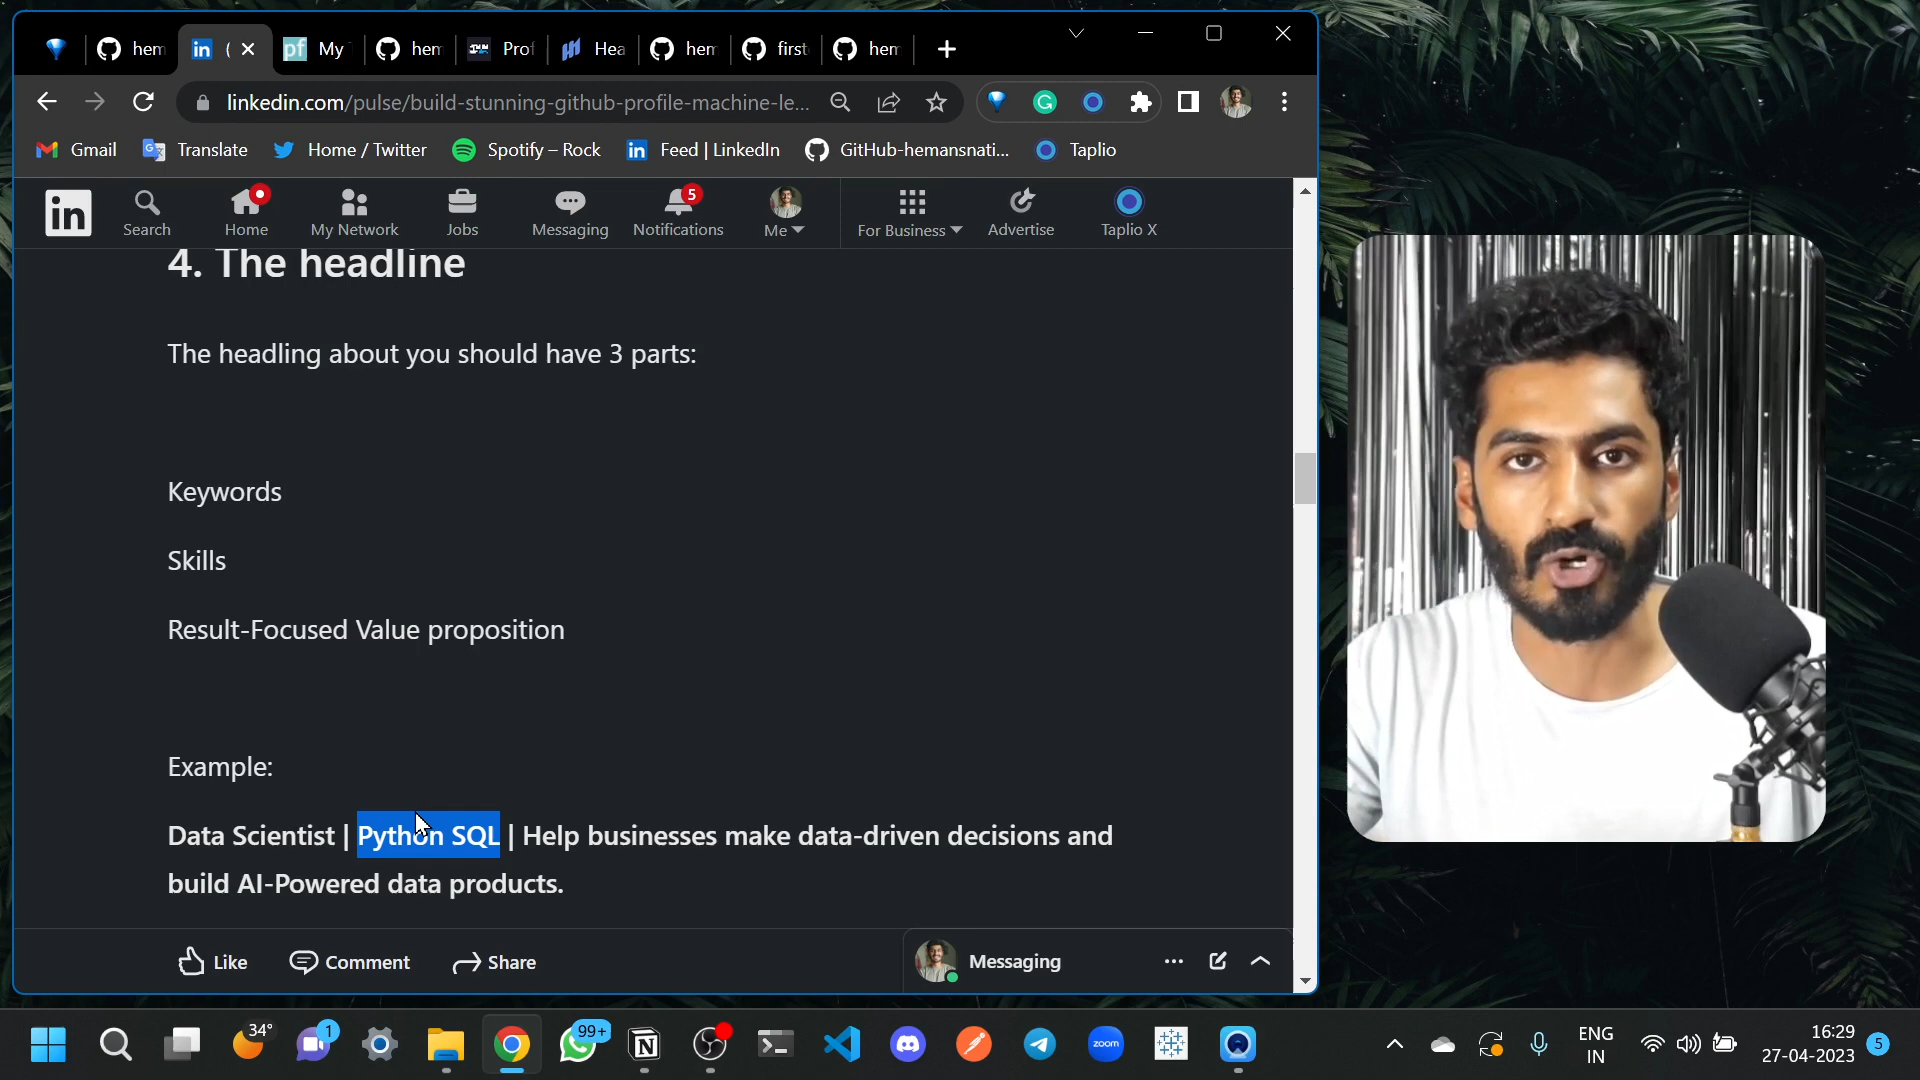 hem
in
(
pf
My
hem
Prof
Hea
hem
first
hem
linkedin.com/pulse/build-stunning-github-profile-machine-le...
Gmail
Translate
Home / Twitter
Spotify – Rock
Feed | LinkedIn
GitHub-hemansnati...
Taplio
in
Search
Home
My Network
Jobs
Messaging
5
Notifications
Me
For Business
Advertise
Taplio X
4. The headline
The headling about you should have 3 parts:
Keywords
Skills
Result-Focused Value proposition
Example:
Data Scientist | Python SQL | Help businesses make data-driven decisions and
build AI-Powered data products.
Like
Comment
Share
Messaging
34°
1
99+
zoom
ENG
IN
16:29
27-04-2023
5